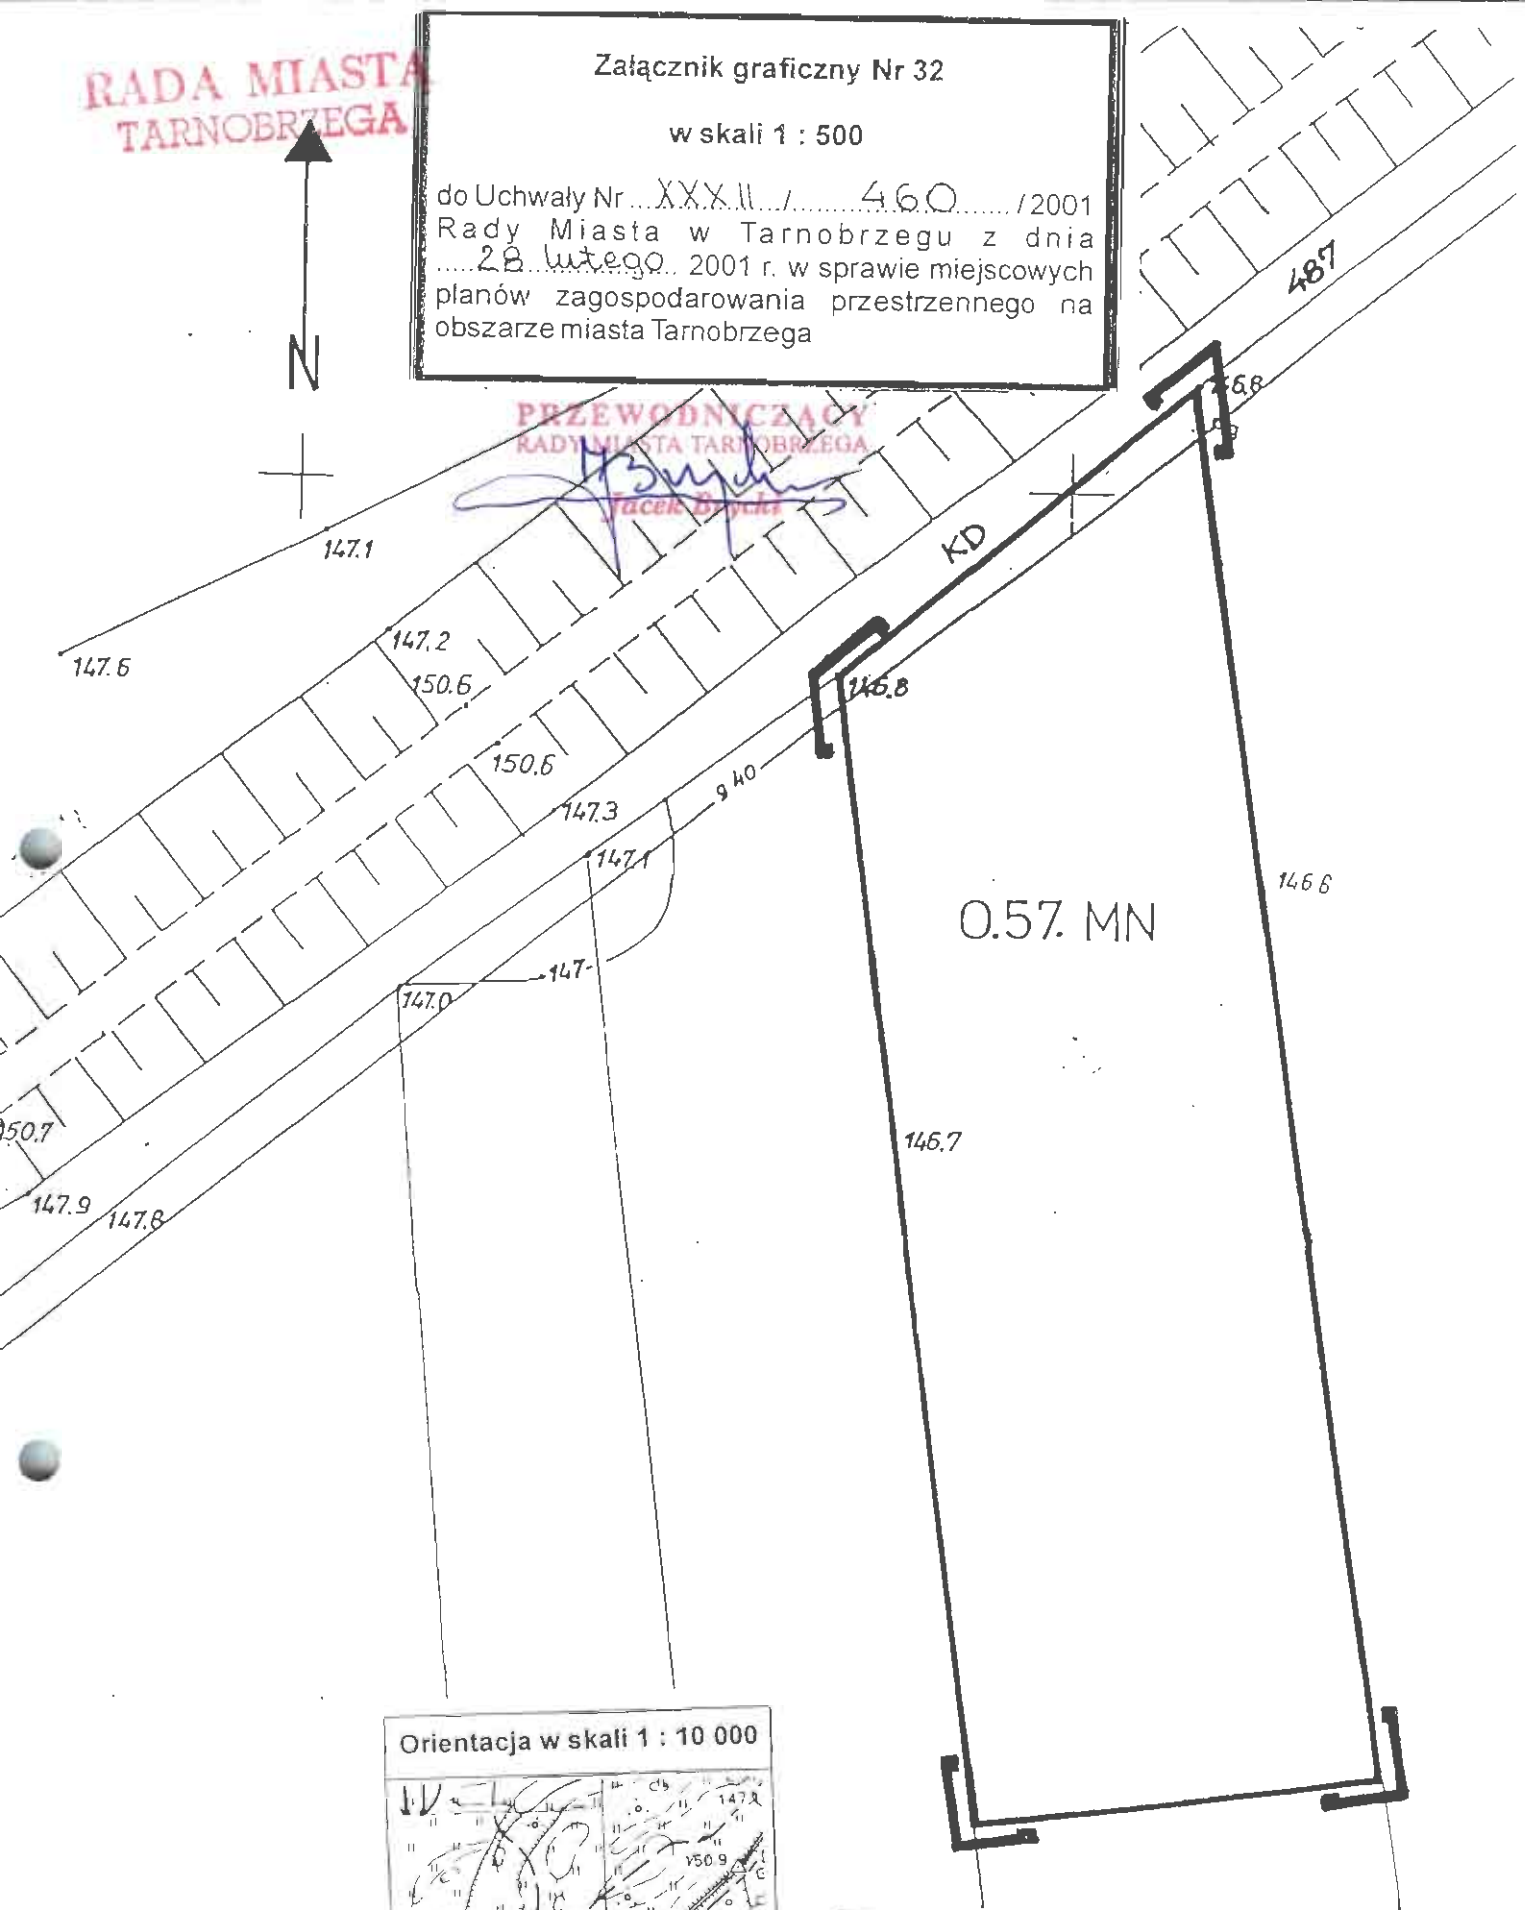 RADA MIASTA
TARNOBRZEGA
Załącznik graficzny Nr 32
w skali 1 : 500
do Uchwały Nr ...XXXII.../.........460......../2001
Rady Miasta w Tarnobrzegu z dnia
.....28 lutego.. 2001 r. w sprawie miejscowych
planów zagospodarowania przestrzennego na
obszarze miasta Tarnobrzega
N
PRZEWODNICZĄCY
RADY MIASTA TARNOBRZEGA
Jacek
487
147.1
KD
147.2
147.6
150.6
146.8
150.6
g 40
147.3
147.1
146.6
0.57. MN
147
147.0
150.7
146.7
147.9
147.8
Orientacja w skali 1 : 10 000
150.9